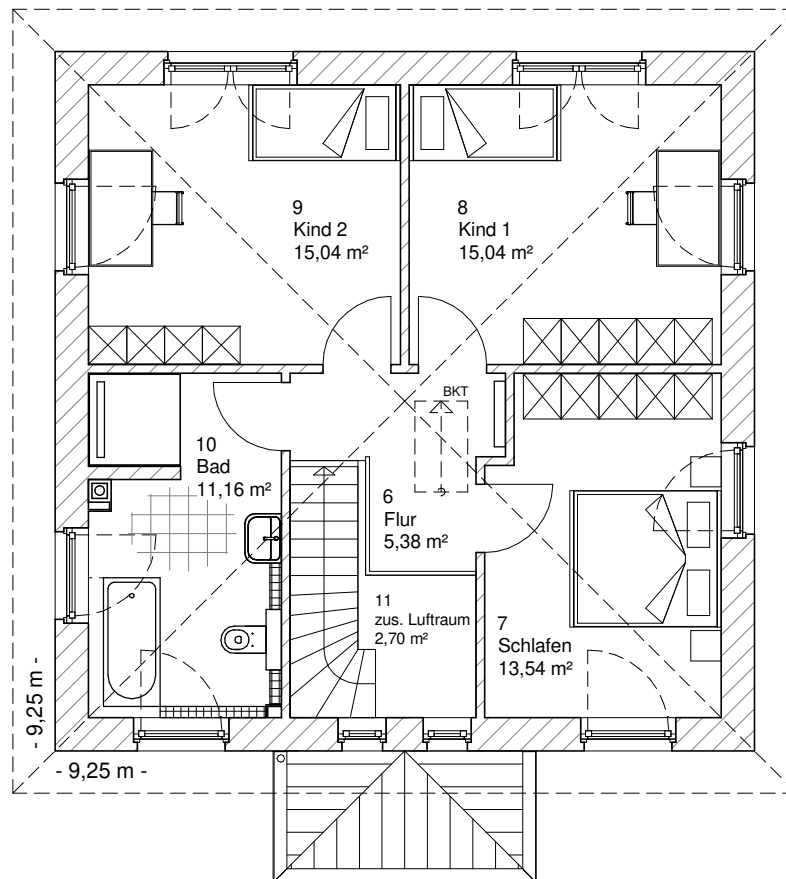 9
Kind 2
15,04 m²
8
Kind 1
15,04 m²
BKT
10
Bad
11,16 m²
6
Flur
5,38 m²
11
zus. Luftraum
2,70 m²
7
Schlafen
13,54 m²
- 9,25 m -
- 9,25 m -